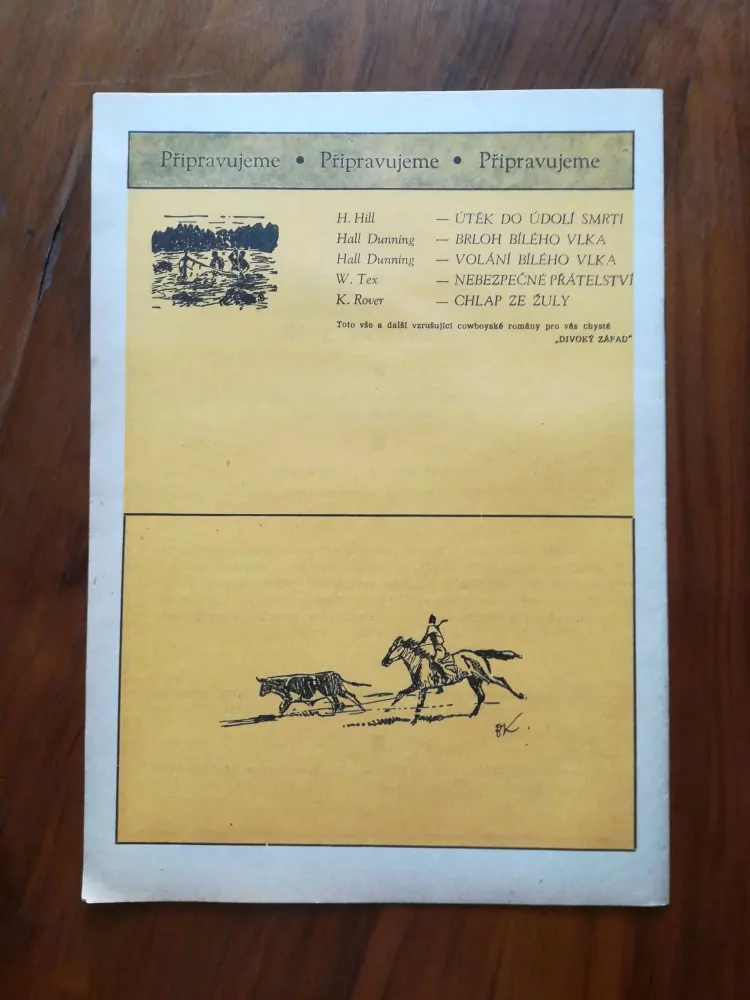 Připravujeme • Připravujeme • Připravujeme
H. Hill — ÚTĚK DO ÚDOLÍ SMRTI
Hall Dunning — BRLOH BÍLÉHO VLKA
Hall Dunning — VOLÁNÍ BÍLÉHO VLKA
W. Tex — NEBEZPEČNÉ PŘÁTELSTVÍ
K. Rover — CHLAP ZE ŽULY
Toto vše a další vzrušující cowboyské romány pro vás chystá
„DIVOKÝ ZÁPAD"